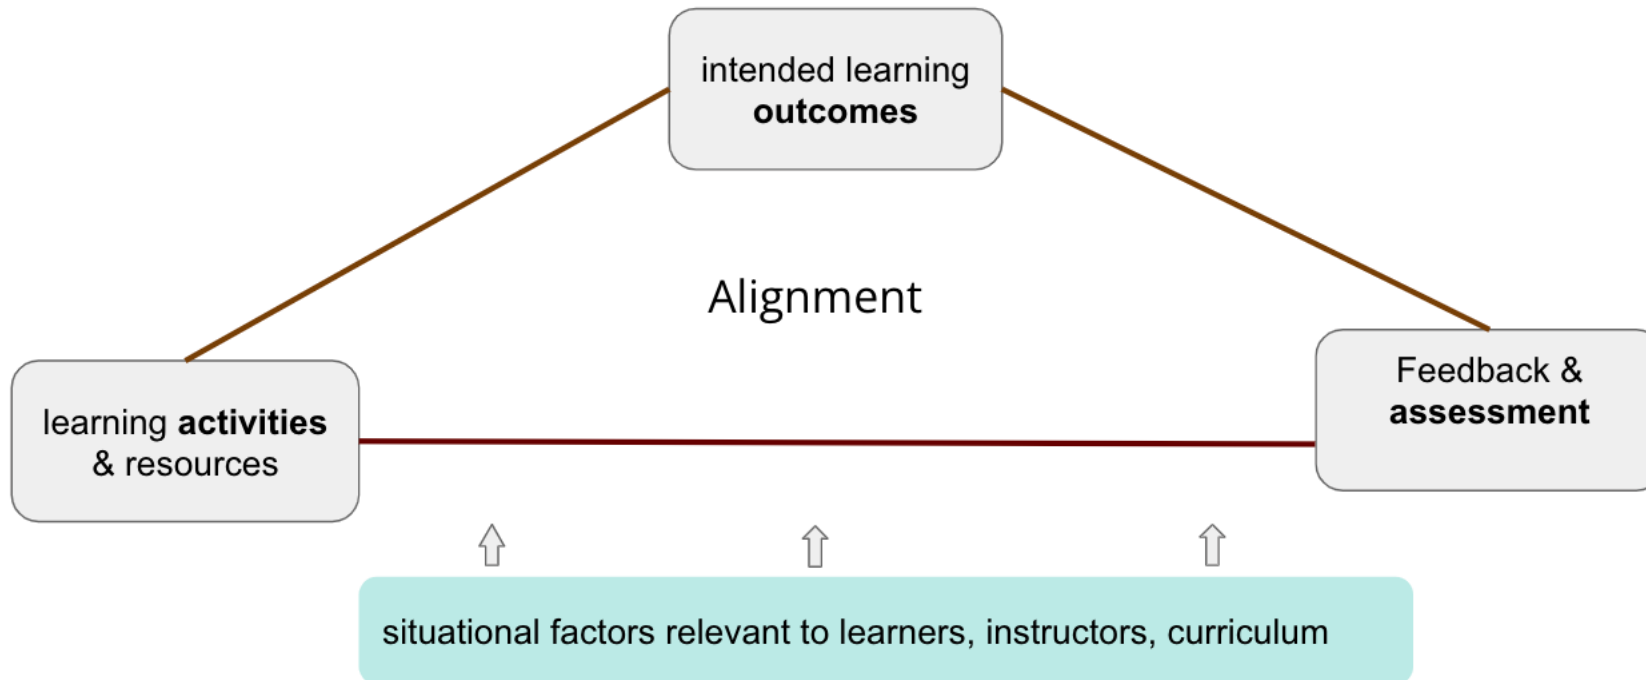 intended learning
outcomes
Alignment
learning activities
& resources
Feedback &
assessment
situational factors relevant to learners, instructors, curriculum